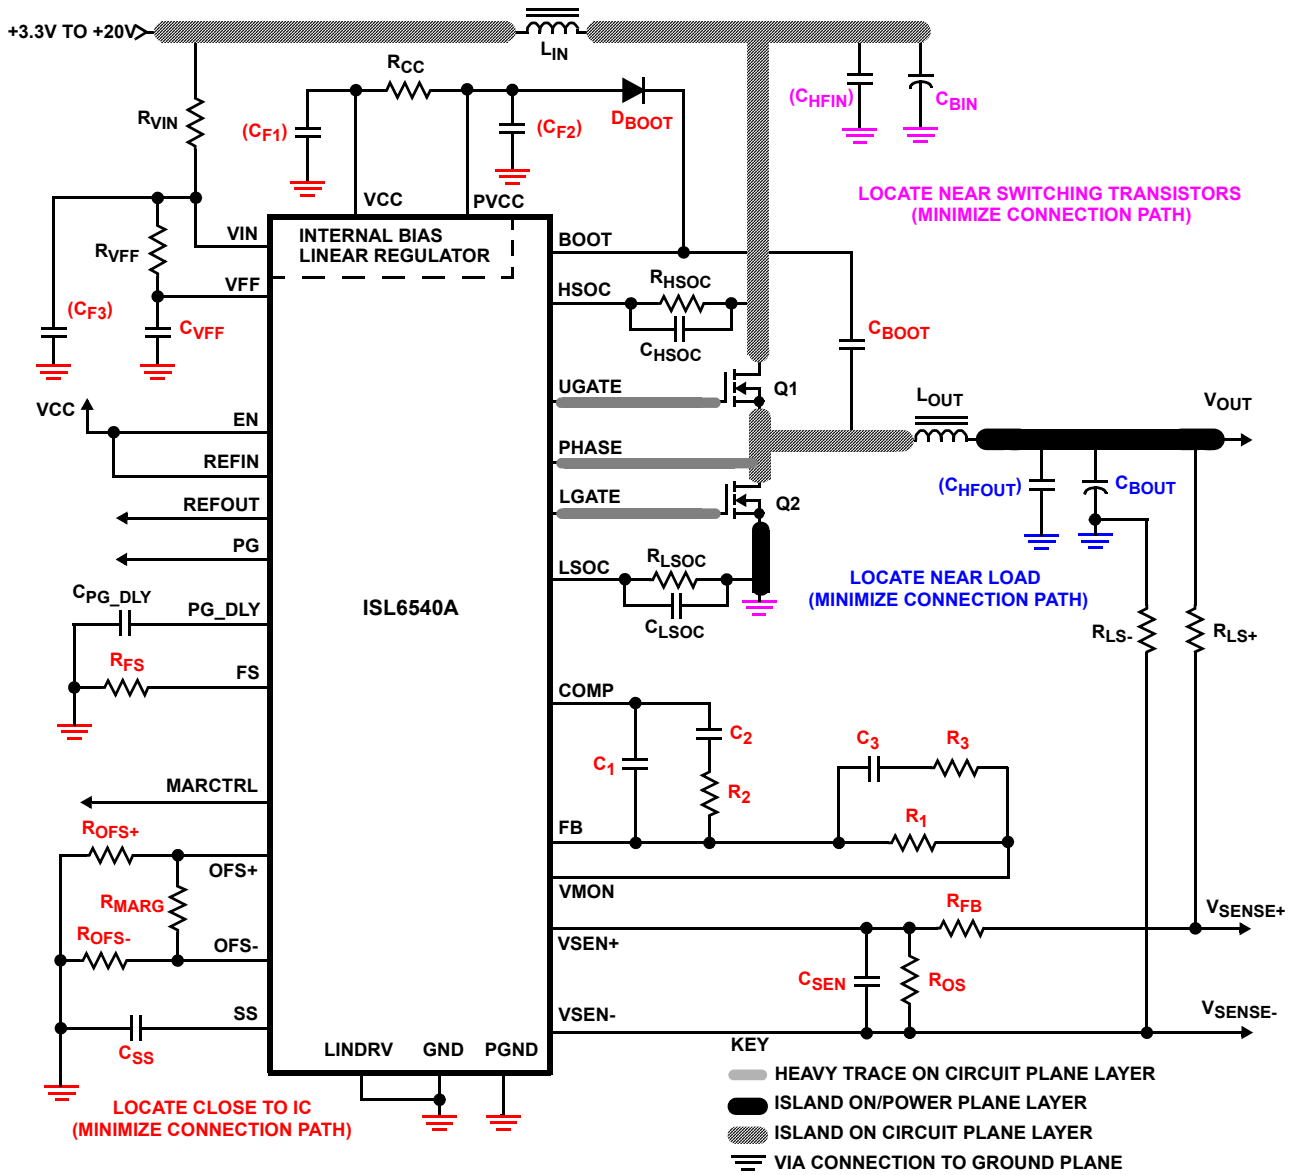 +3.3V TO +20V
LIN
RCC
(CHFIN)
CBIN
RVIN
(CF1)
(CF2)
DBOOT
LOCATE NEAR SWITCHING TRANSISTORS
(MINIMIZE CONNECTION PATH)
VCC
PVCC
VIN
INTERNAL BIAS
LINEAR REGULATOR
BOOT
RVFF
VFF
HSOC
RHSOC
(CF3)
CVFF
CHSOC
CBOOT
UGATE
Q1
LOUT
VOUT
VCC
EN
PHASE
REFIN
(CHFOUT)
CBOUT
REFOUT
LGATE
Q2
PG
LSOC
RLSOC
LOCATE NEAR LOAD
(MINIMIZE CONNECTION PATH)
CPG_DLY
PG_DLY
ISL6540A
CLSOC
RLS-
RLS+
RFS
FS
COMP
C2
C3
R3
C1
R2
MARCTRL
R1
ROFS+
FB
OFS+
VMON
RMARG
RFB
VSENSE+
ROFS-
OFS-
VSEN+
CSEN
ROS
SS
VSEN-
VSENSE-
CSS
LINDRV
GND
PGND
KEY
HEAVY TRACE ON CIRCUIT PLANE LAYER
LOCATE CLOSE TO IC
(MINIMIZE CONNECTION PATH)
ISLAND ON/POWER PLANE LAYER
ISLAND ON CIRCUIT PLANE LAYER
VIA CONNECTION TO GROUND PLANE